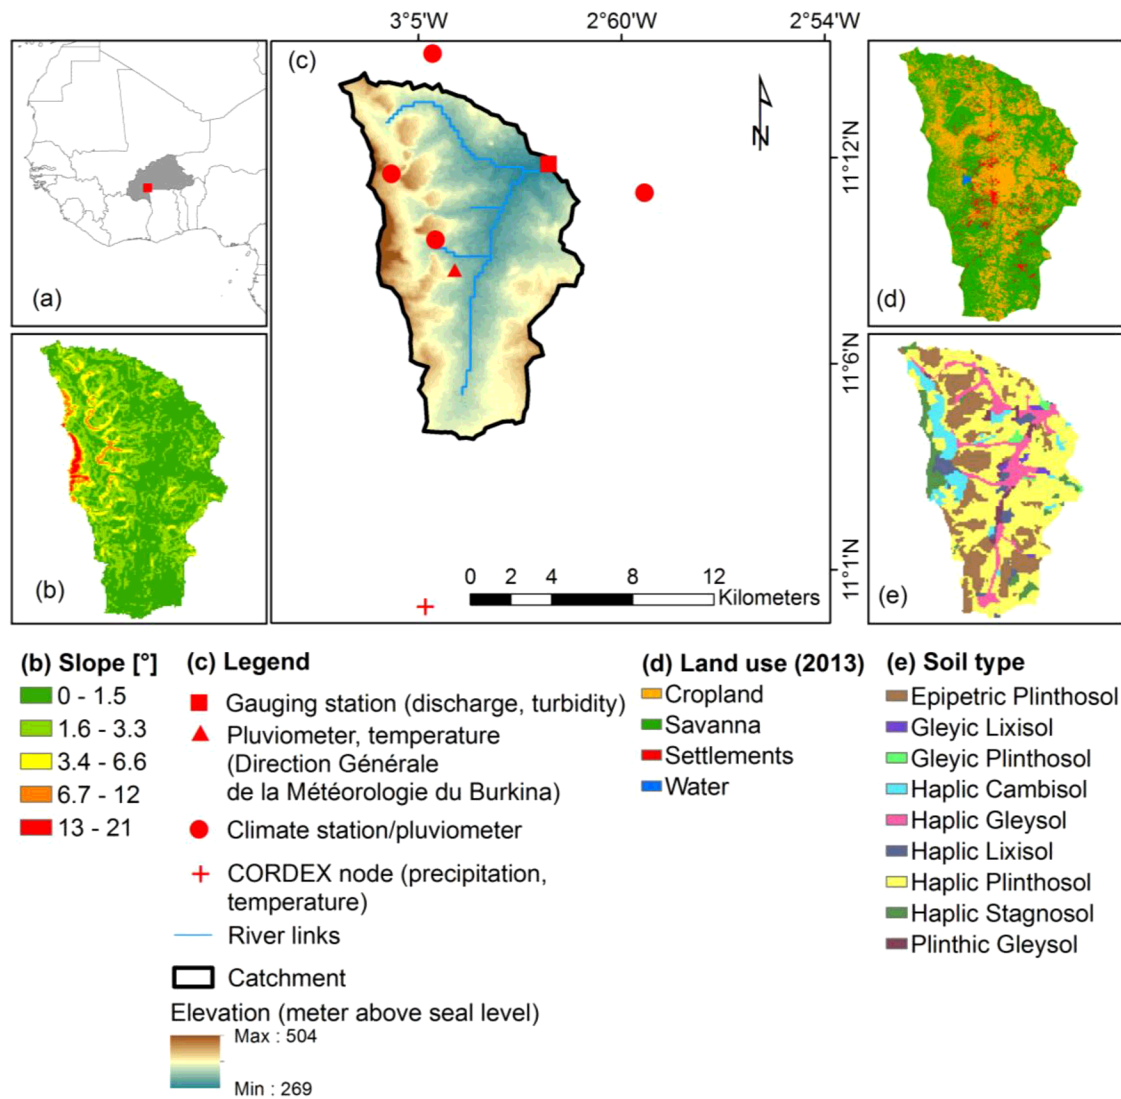 3°5'W 2°60'W 2°54'W
(c)
N
11°12'N
(a)
(d)
11°6'N
(b)
0 2 4 8 12
Kilometers
11°1'N
(e)
(b) Slope [°]
0 - 1.5
1.6 - 3.3
3.4 - 6.6
6.7 - 12
13 - 21
(c) Legend
Gauging station (discharge, turbidity)
Pluviometer, temperature
(Direction Générale
de la Météorologie du Burkina)
Climate station/pluviometer
CORDEX node (precipitation,
temperature)
River links
Catchment
Elevation (meter above seal level)
Max : 504
Min : 269
(d) Land use (2013)
Cropland
Savanna
Settlements
Water
(e) Soil type
Epipetric Plinthosol
Gleyic Lixisol
Gleyic Plinthosol
Haplic Cambisol
Haplic Gleysol
Haplic Lixisol
Haplic Plinthosol
Haplic Stagnosol
Plinthic Gleysol